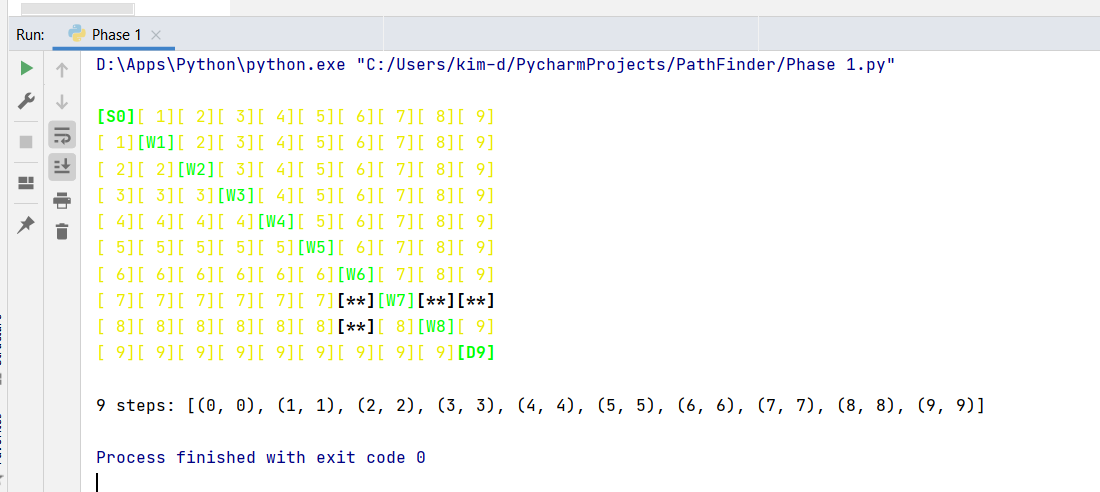 Run: Phase 1
D:\Apps\Python\python.exe "C:/Users/kim-d/PycharmProjects/PathFinder/Phase 1.py"
[S0][ 1][ 2][ 3][ 4][ 5][ 6][ 7][ 8][ 9]
[ 1][W1][ 2][ 3][ 4][ 5][ 6][ 7][ 8][ 9]
[ 2][ 2][W2][ 3][ 4][ 5][ 6][ 7][ 8][ 9]
[ 3][ 3][ 3][W3][ 4][ 5][ 6][ 7][ 8][ 9]
[ 4][ 4][ 4][ 4][W4][ 5][ 6][ 7][ 8][ 9]
[ 5][ 5][ 5][ 5][ 5][W5][ 6][ 7][ 8][ 9]
[ 6][ 6][ 6][ 6][ 6][ 6][W6][ 7][ 8][ 9]
[ 7][ 7][ 7][ 7][ 7][ 7][**][W7][**][**]
[ 8][ 8][ 8][ 8][ 8][ 8][**][ 8][W8][ 9]
[ 9][ 9][ 9][ 9][ 9][ 9][ 9][ 9][ 9][D9]
9 steps: [(0, 0), (1, 1), (2, 2), (3, 3), (4, 4), (5, 5), (6, 6), (7, 7), (8, 8), (9, 9)]
Process finished with exit code 0